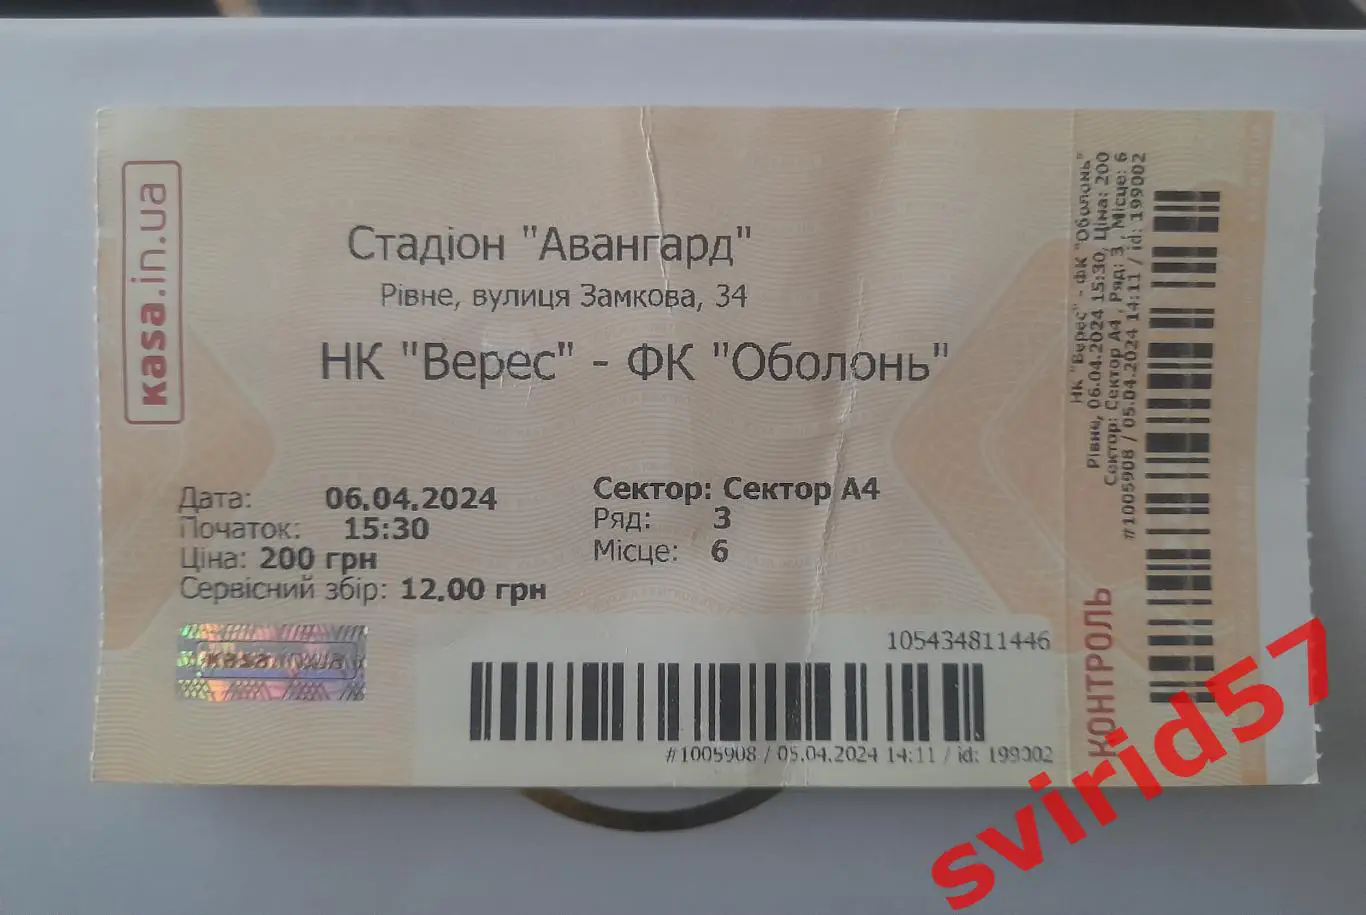 kasa.in.ua
Стадіон "Авангард"
Рівне, вулиця Замкова, 34
НК "Верес" - ФК "Оболонь"
Дата: 06.04.2024
Початок: 15:30
Ціна: 200 грн
Сервісний збір: 12.00 грн
Сектор: Сектор А4
Ряд: 3
Місце: 6
kasa.in.ua
105434811446
#1005908 / 05.04.2024 14:11 / id: 199002
КОНТРОЛЬ
НК "Верес" - ФК "Оболонь"
Рівне, 06.04.2024 15:30, Ціна: 200
Сектор: Сектор А4 , Ряд: 3 , Місце: 6
#1005908 / 05.04.2024 14:11 / id: 199002
svirid57